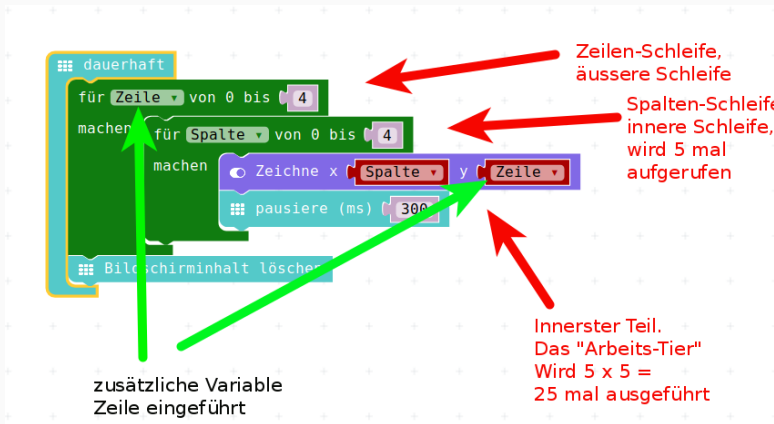 dauerhaft
für Zeile von 0 bis 4
machen für Spalte von 0 bis 4
machen Zeichne x Spalte y Zeile
pausiere (ms) 300
Bildschirminhalt löschen
Zeilen-Schleife,
äussere Schleife
Spalten-Schleife
innere Schleife,
wird 5 mal
aufgerufen
Innerster Teil.
Das "Arbeits-Tier"
Wird 5 x 5 =
25 mal ausgeführt
zusätzliche Variable
Zeile eingeführt